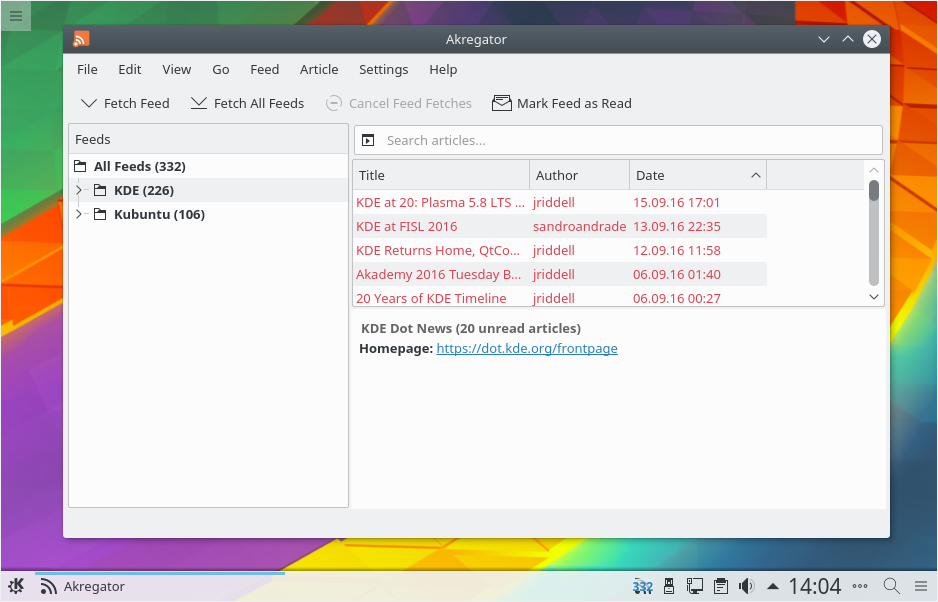 Akregator
File Edit View Go Feed Article Settings Help
Fetch Feed Fetch All Feeds Cancel Feed Fetches Mark Feed as Read
Feeds
All Feeds (332)
KDE (226)
Kubuntu (106)
Search articles...
Title Author Date
KDE at 20: Plasma 5.8 LTS ... jriddell 15.09.16 17:01
KDE at FISL 2016 sandroandrade 13.09.16 22:35
KDE Returns Home, QtCo... jriddell 12.09.16 11:58
Akademy 2016 Tuesday B... jriddell 06.09.16 01:40
20 Years of KDE Timeline jriddell 06.09.16 00:27
KDE Dot News (20 unread articles)
Homepage: https://dot.kde.org/frontpage
Akregator 332 14:04